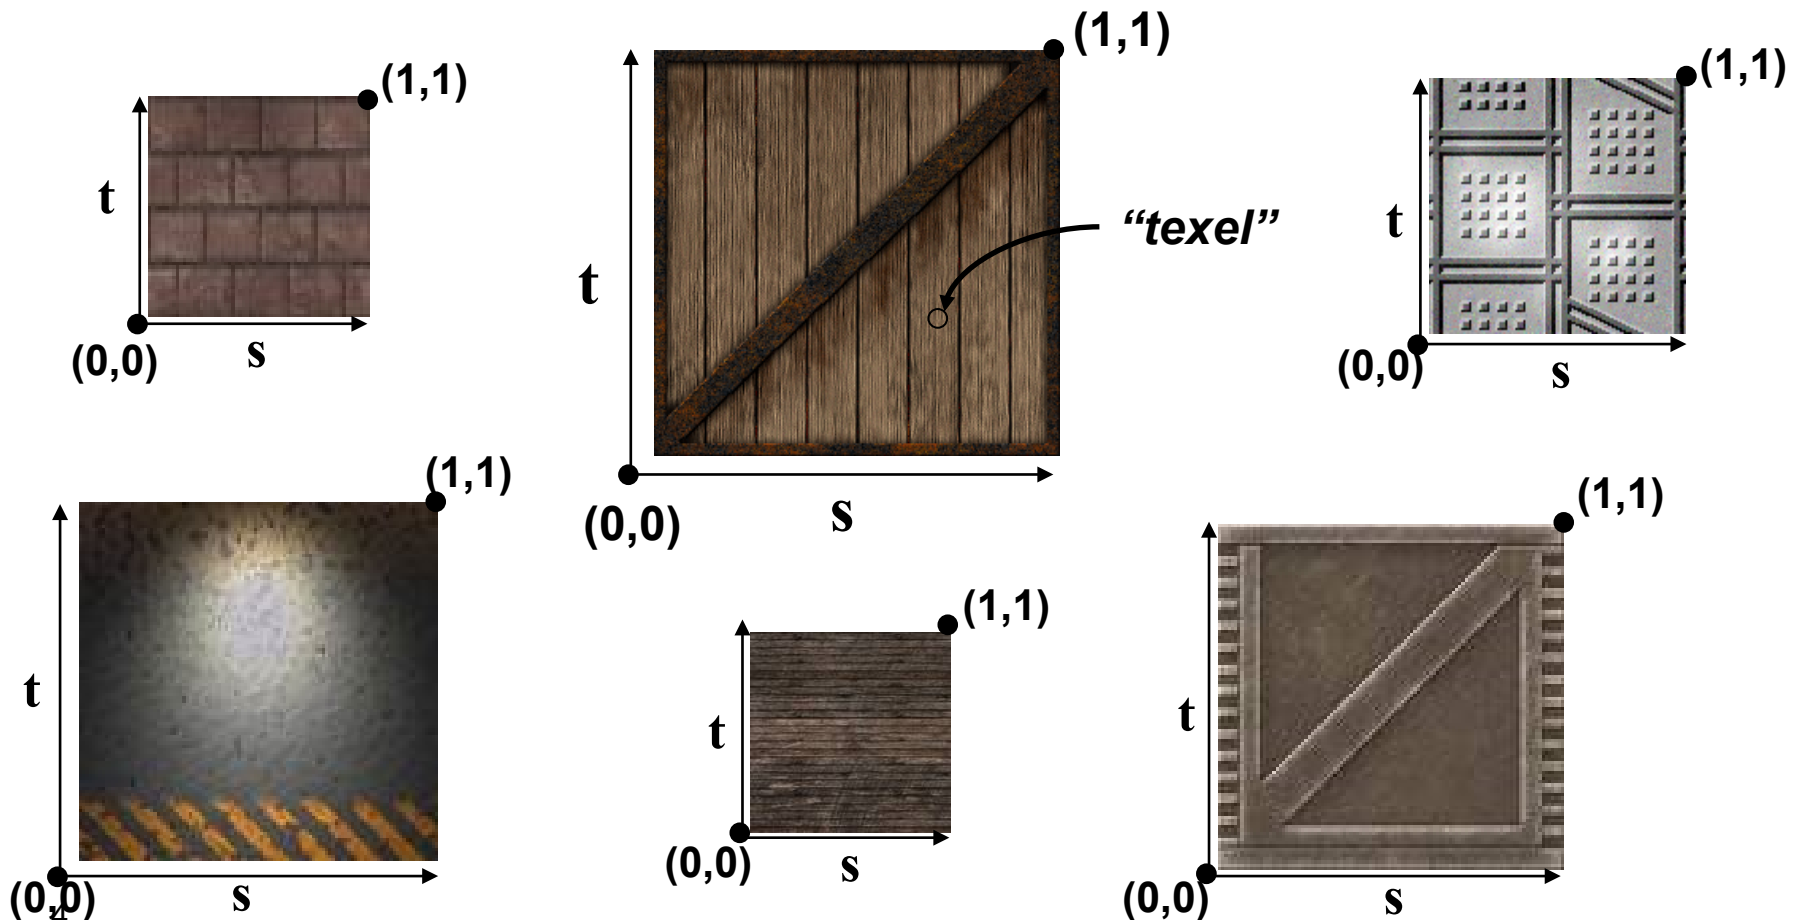 (1,1)
(1,1)
(1,1)
t
“texel”
t
t
(0,0)
s
(0,0)
s
(1,1)
(1,1)
(0,0)
s
(1,1)
t
t
t
(0,0)
s
(0,0)
s
(0,0)
s